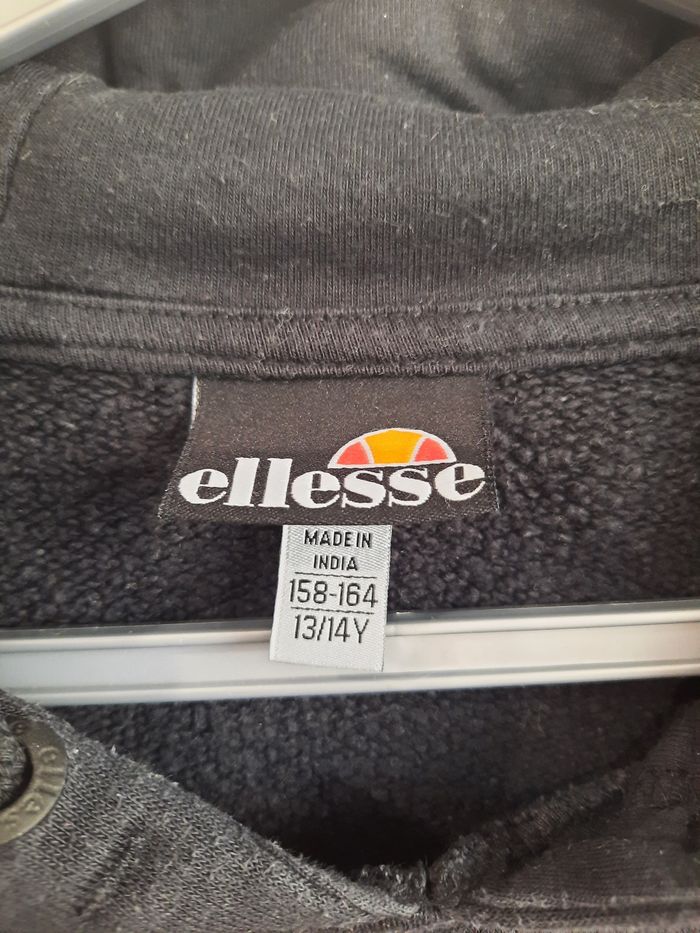 ellesse
MADE IN
INDIA
158-164
13/14Y